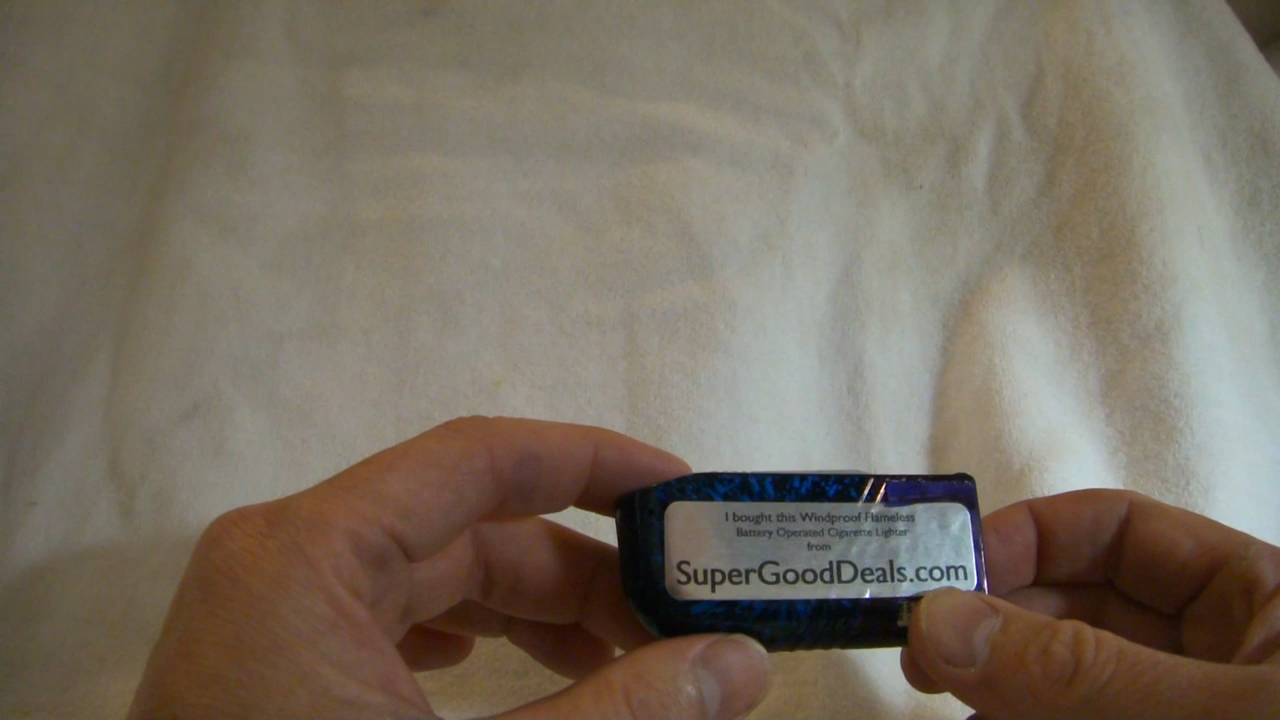 I bought this Windproof Flameless
Battery Operated Cigarette Lighter
from
SuperGoodDeals.com